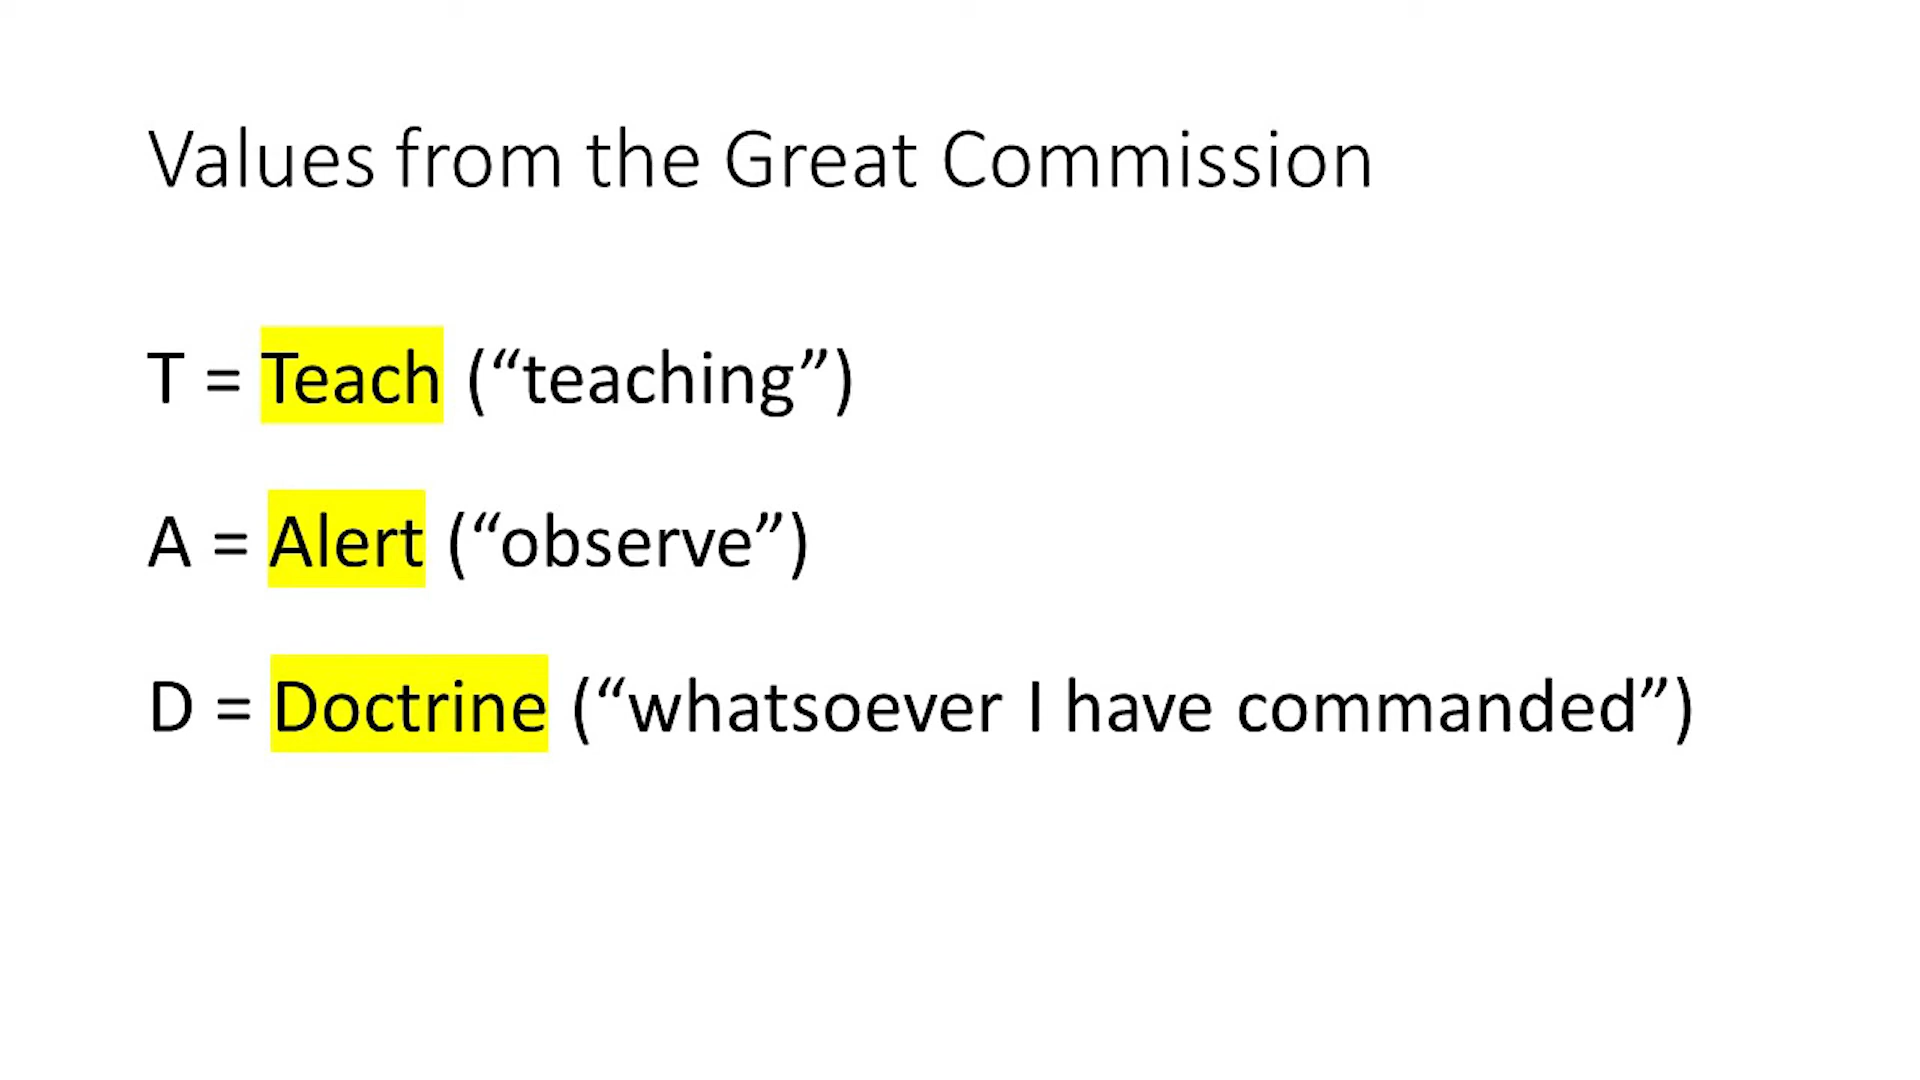 Values from the Great Commission
T = Teach (“teaching”)
A = Alert (“observe”)
D = Doctrine (“whatsoever I have commanded”)